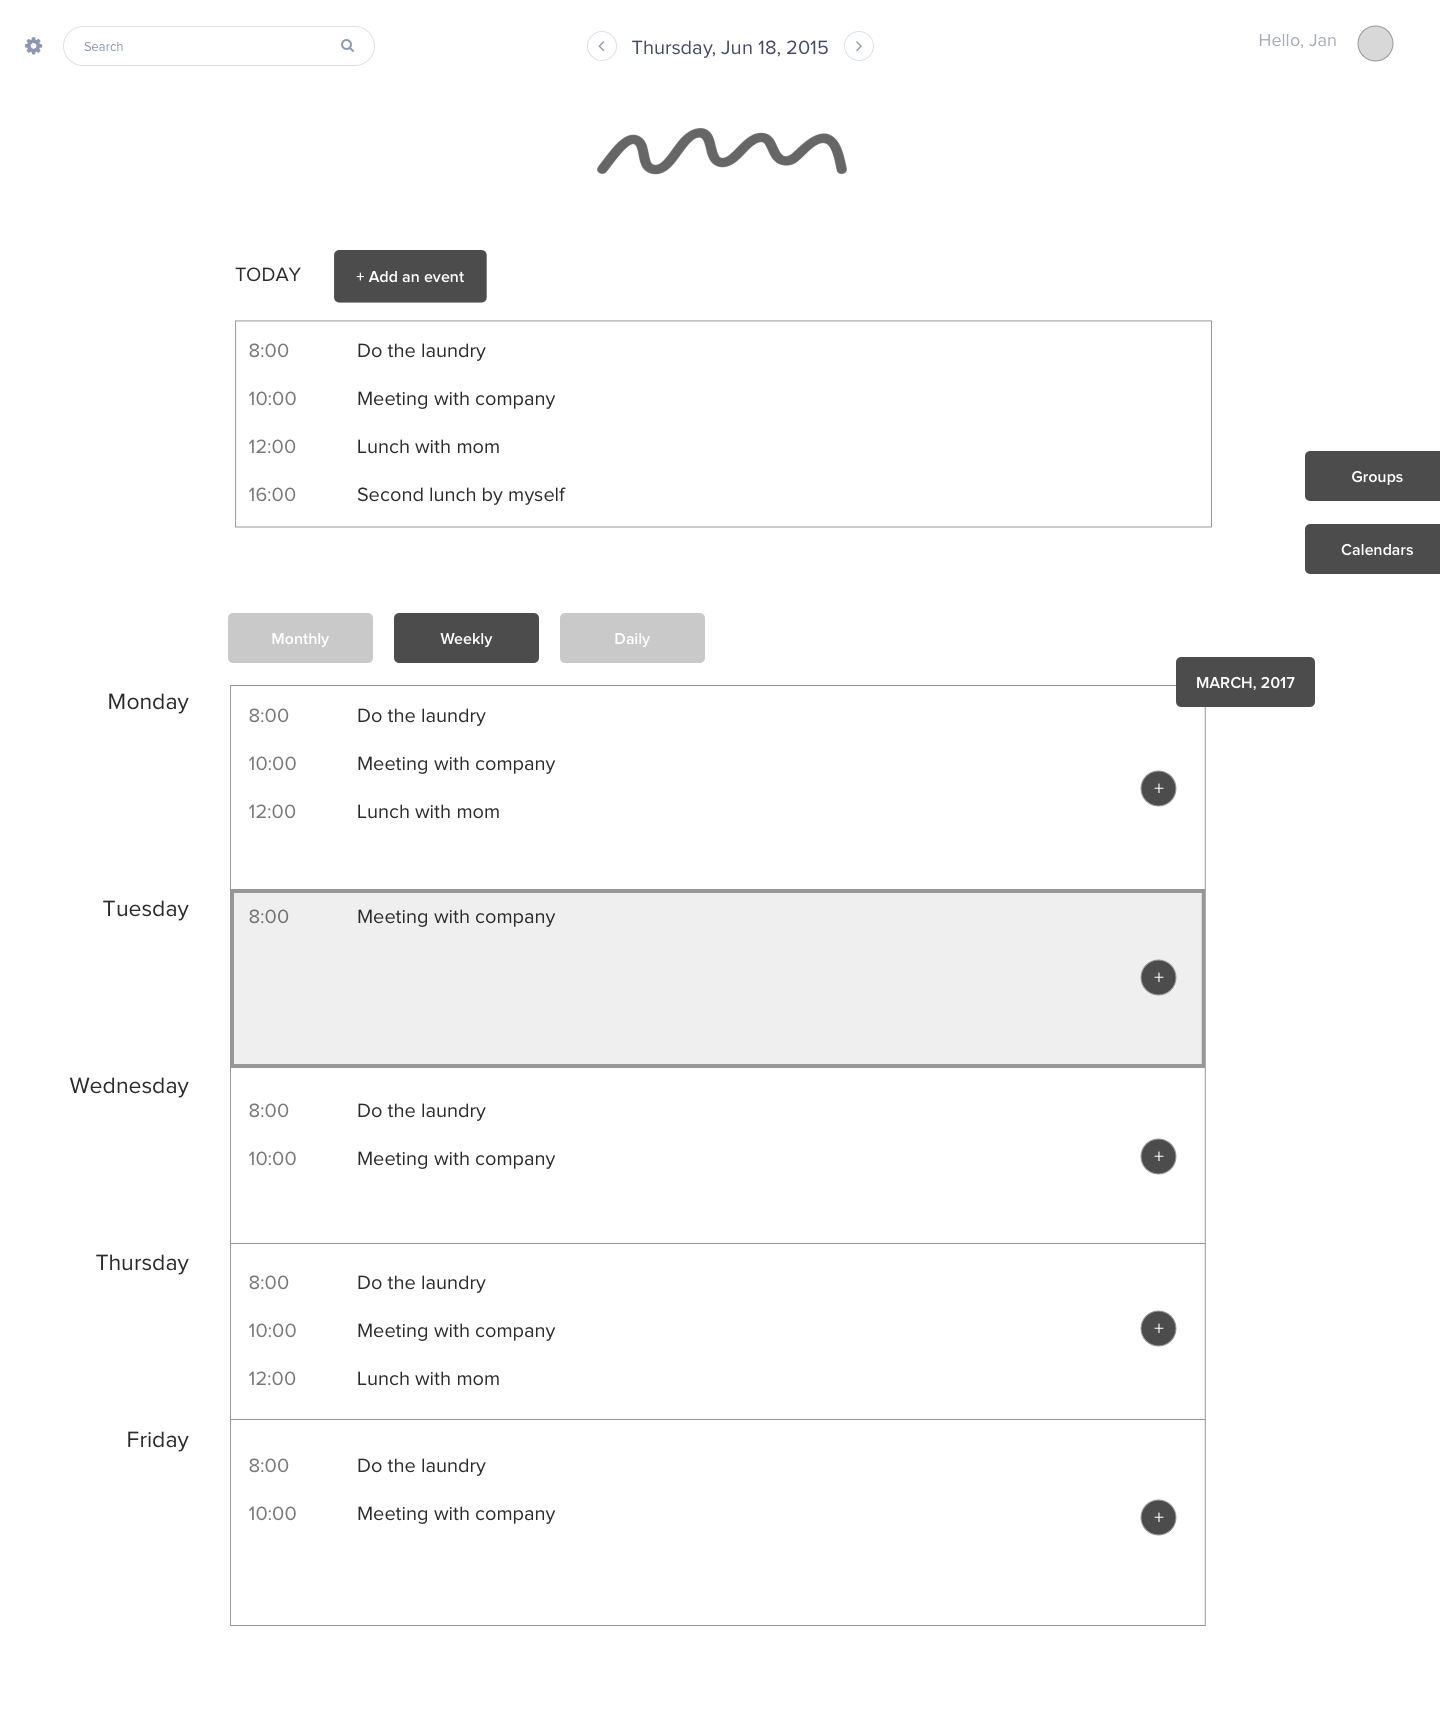 Search
Thursday, Jun 18, 2015
Hello, Jan
TODAY
+ Add an event
8:00 Do the laundry
10:00 Meeting with company
12:00 Lunch with mom
16:00 Second lunch by myself
Groups
Calendars
Monthly Weekly Daily
MARCH, 2017
Monday
8:00 Do the laundry
10:00 Meeting with company
+
12:00 Lunch with mom
Tuesday
8:00 Meeting with company
+
Wednesday
8:00 Do the laundry
10:00 Meeting with company
+
Thursday
8:00 Do the laundry
10:00 Meeting with company
+
12:00 Lunch with mom
Friday
8:00 Do the laundry
10:00 Meeting with company
+